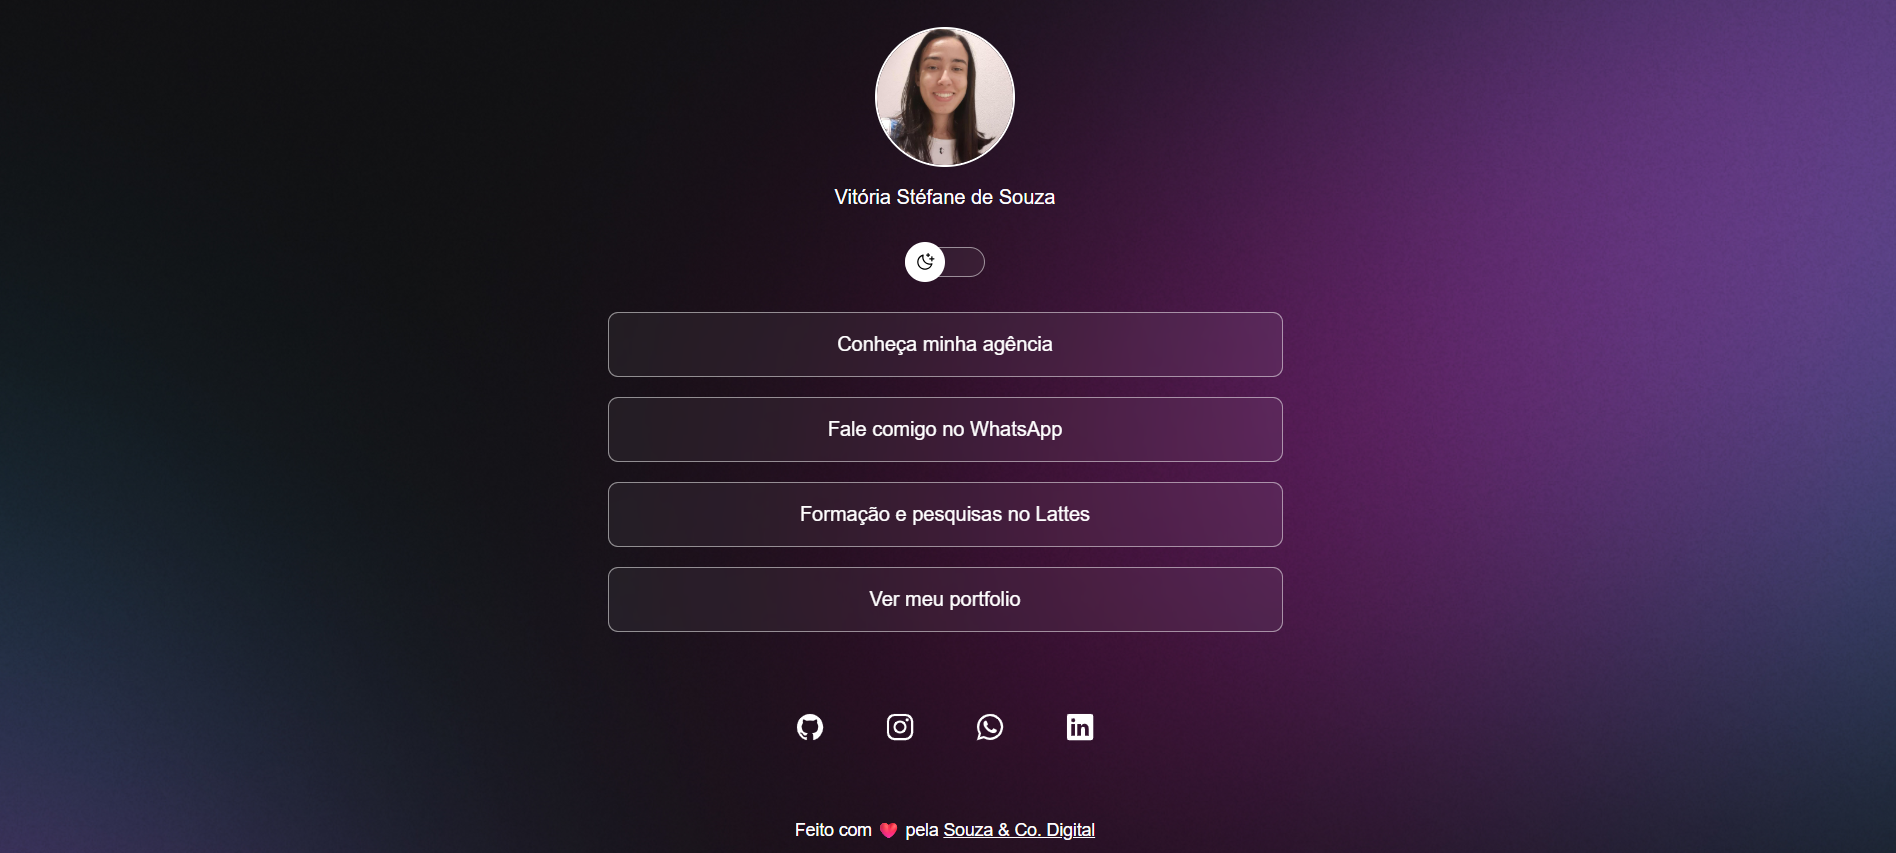 Vitória Stéfane de Souza
Conheça minha agência
Fale comigo no WhatsApp
Formação e pesquisas no Lattes
Ver meu portfolio
Feito com ❤️ pela Souza & Co. Digital